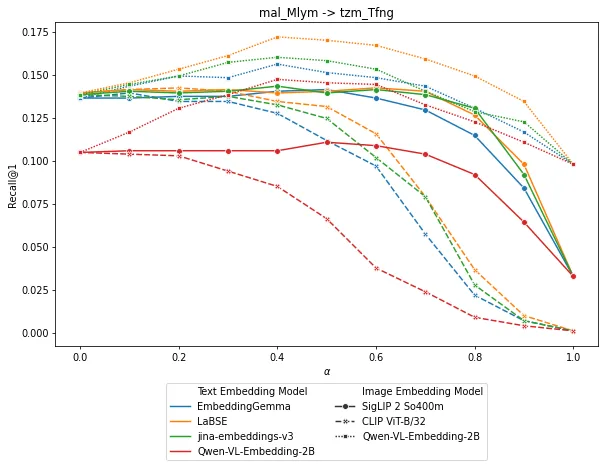 mal_Mlym -> tzm_Tfng
0.175
0.150
0.125
0.100
0.075
0.050
0.025
0.000
Recall@1
0.0 0.2 0.4 0.6 0.8 1.0
α
Text Embedding Model Image Embedding Model
EmbeddingGemma SigLIP 2 So400m
LaBSE CLIP ViT-B/32
jina-embeddings-v3 Qwen-VL-Embedding-2B
Qwen-VL-Embedding-2B